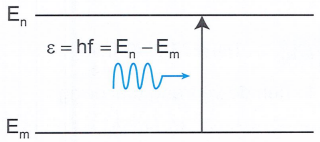 Eₙ
ε = hf = Eₙ – Eₘ
Eₘ